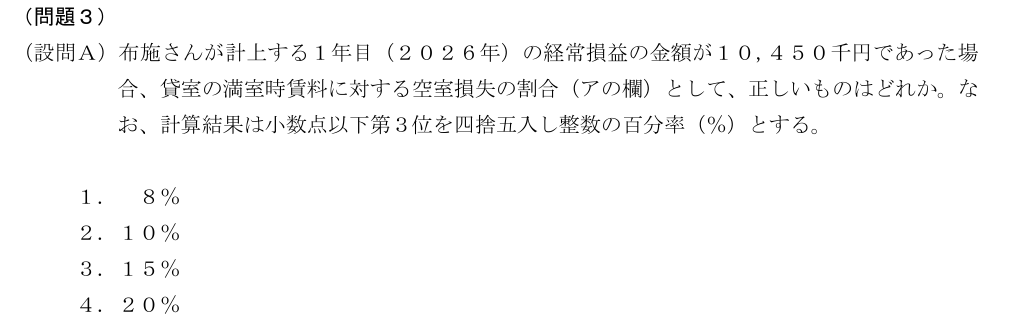 （問題３）
（設問Ａ）布施さんが計上する１年目（２０２６年）の経常損益の金額が１０,４５０千円であった場
合、貸室の満室時賃料に対する空室損失の割合（アの欄）として、正しいものはどれか。な
お、計算結果は小数点以下第３位を四捨五入し整数の百分率（％）とする。
１．　８％
２．１０％
３．１５％
４．２０％